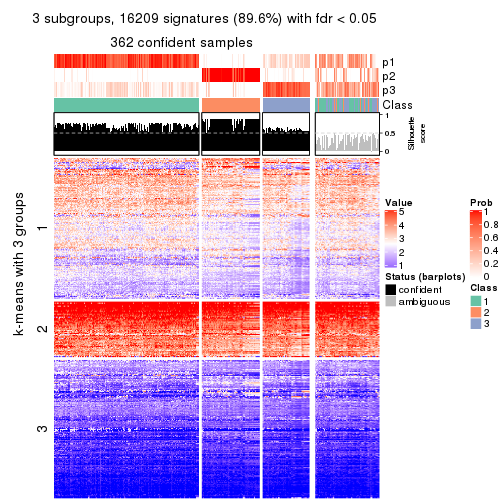 3 subgroups, 16209 signatures (89.6%) with fdr < 0.05
362 confident samples
p1
p2
p3
Class
1
0.5
0
Silhouette
score
k-means with 3 groups
1
2
3
Value
5
4
3
2
1
Status (barplots)
confident
ambiguous
Prob
1
0.8
0.6
0.4
0.2
0
Class
1
2
3